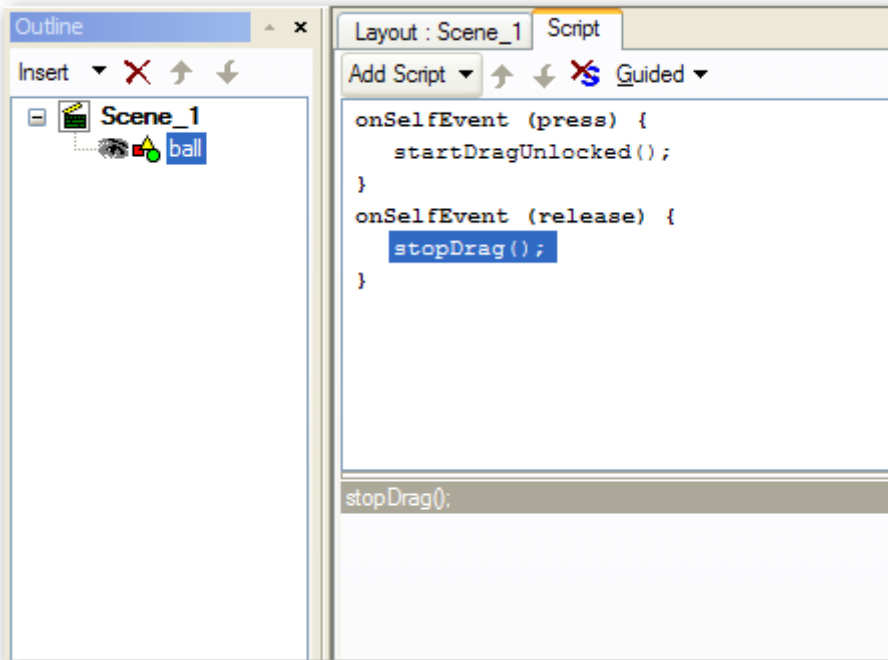 Outline
Insert
Scene_1
ball
Layout : Scene_1
Script
Add Script
Guided
onSelfEvent (press) {
startDragUnlocked();
}
onSelfEvent (release) {
stopDrag();
}
stopDrag();